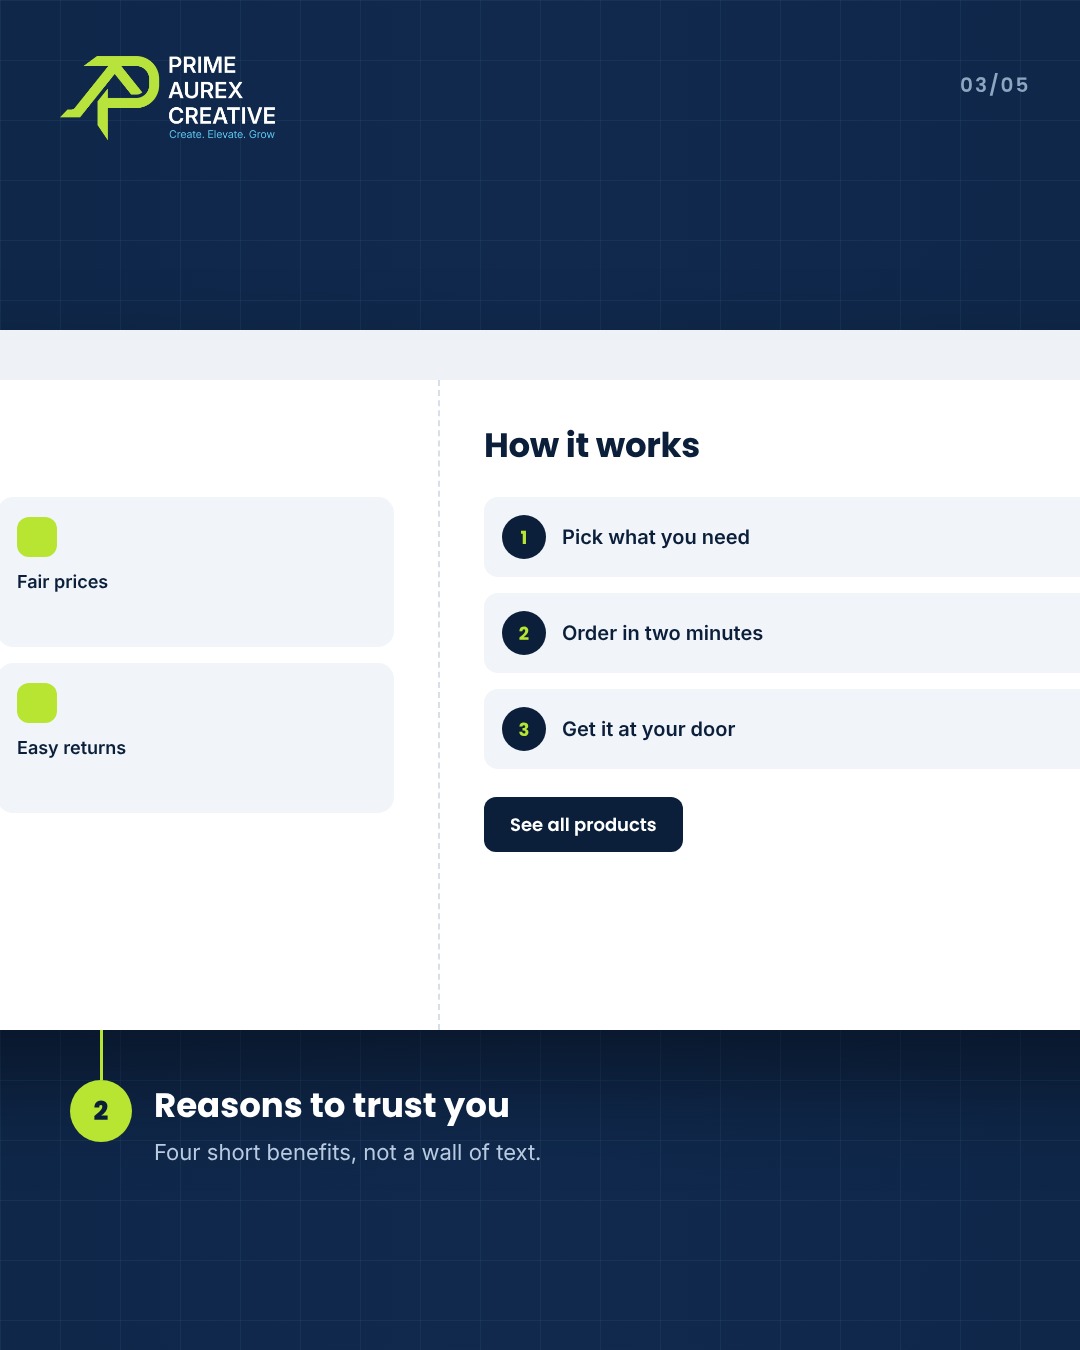 PRIME
AUREX
CREATIVE
Create. Elevate. Grow
03/05
Fair prices
Easy returns
How it works
1 Pick what you need
2 Order in two minutes
3 Get it at your door
See all products
2 Reasons to trust you
Four short benefits, not a wall of text.